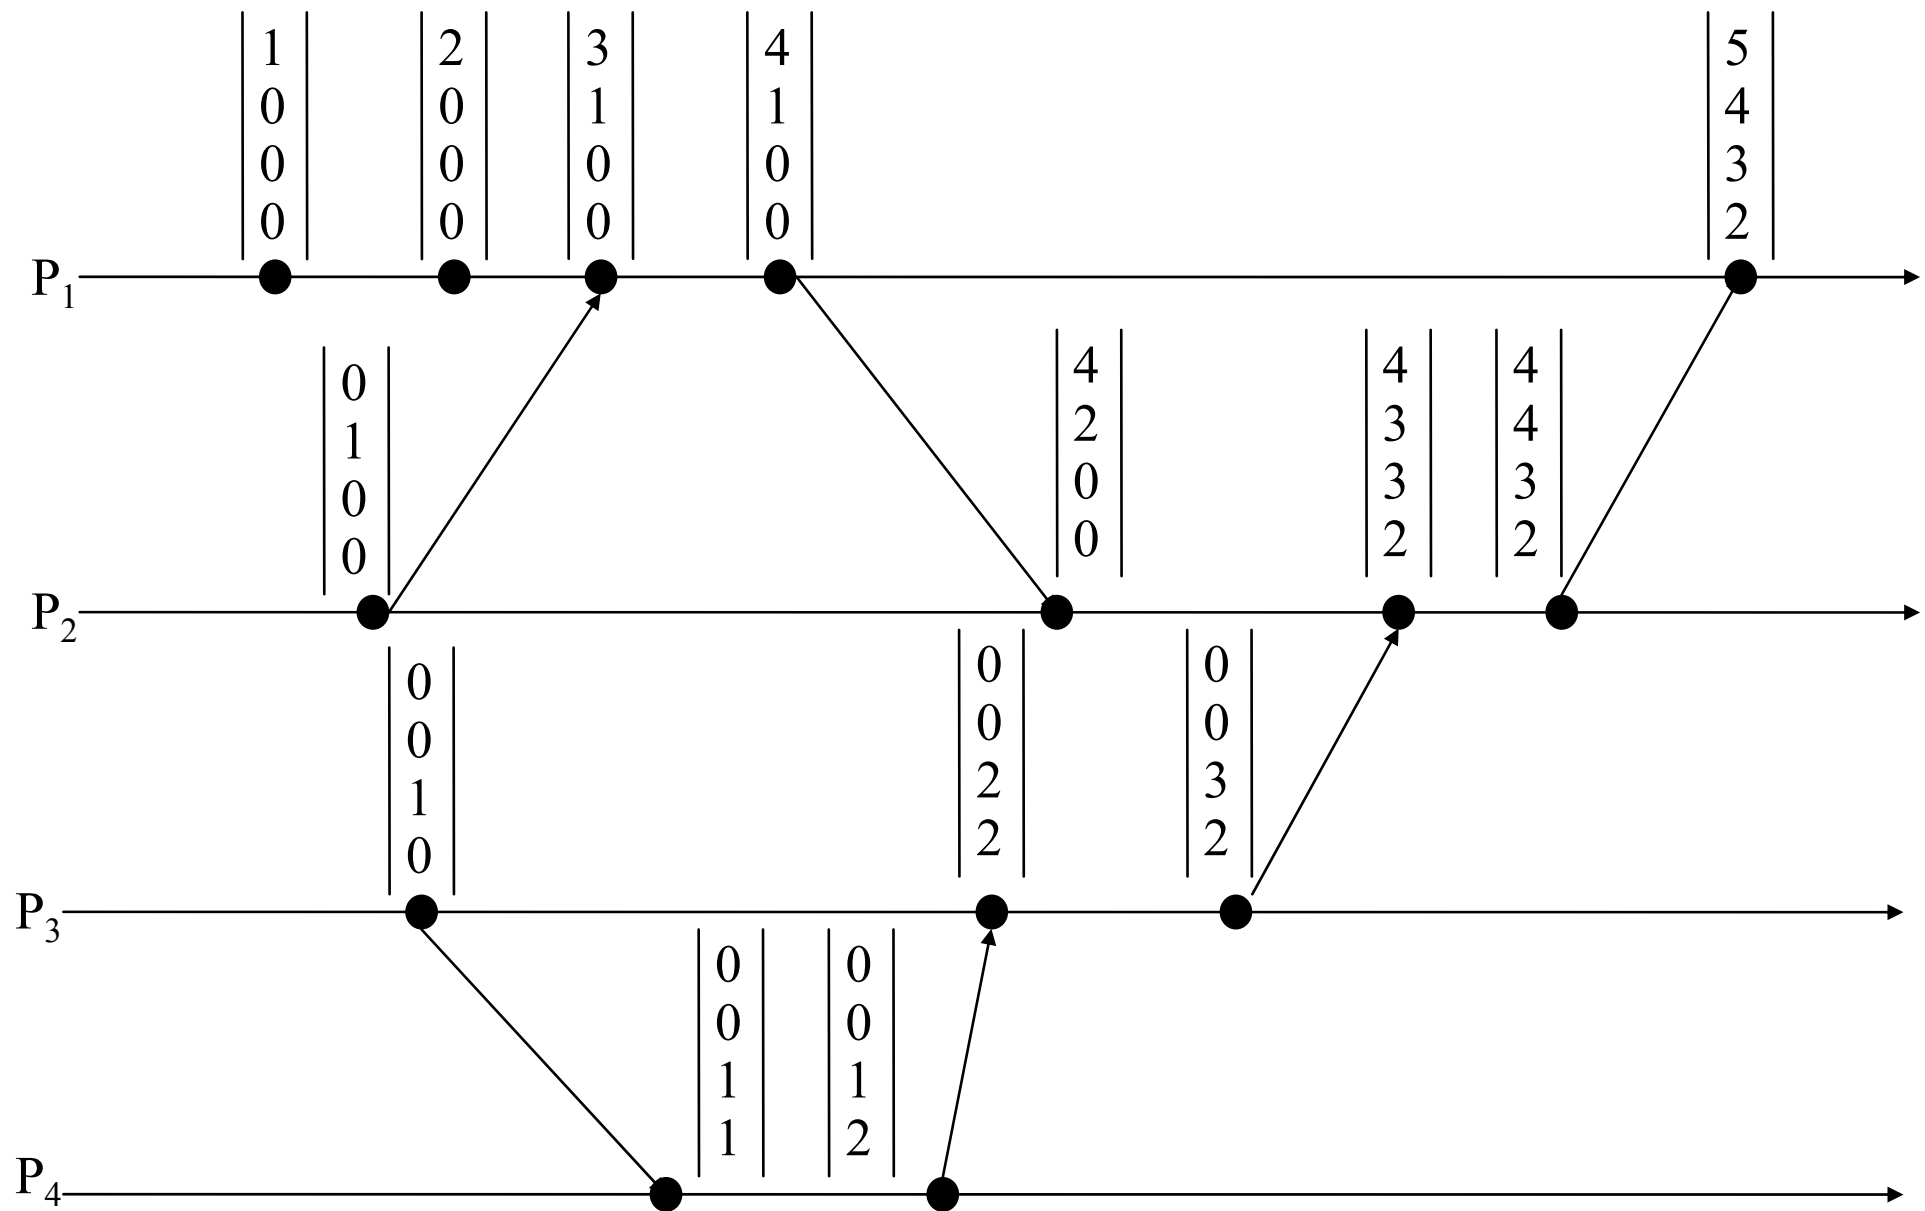 1 2 3 4 5
0 0 1 1 4
0 0 0 0 3
0 0 0 0 2
P1
0 4 4 4
1 2 3 4
0 0 3 3
0 0 2 2
P2
0 0 0
0 0 0
1 2 3
0 2 2
P3
0 0
0 0
1 1
1 2
P4